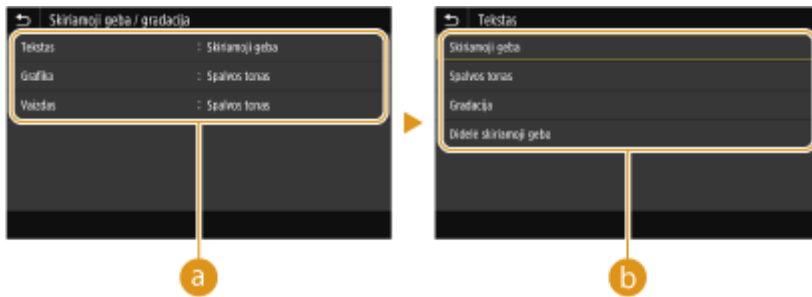 Skiriamoji geba / gradacija
Tekstas : Skiriamoji geba
Grafika : Spalvos tonas
Vaizdas : Spalvos tonas
a
Tekstas
Skiriamoji geba
Spalvos tonas
Gradacija
Didelė skiriamoji geba
b